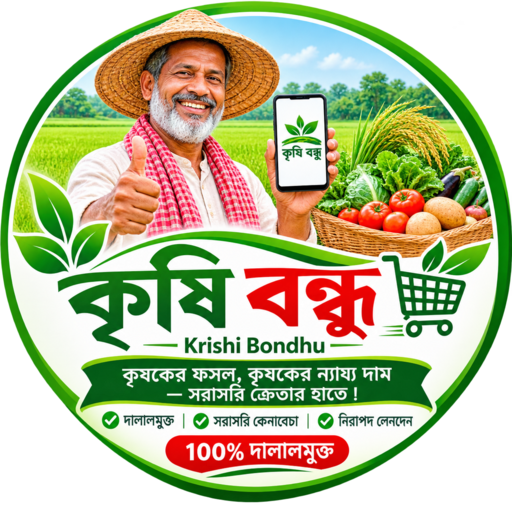 কৃষি বন্ধু
কৃষি বন্ধু
Krishi Bondhu
কৃষকের ফসল, কৃষকের ন্যায্য দাম
— সরাসরি ক্রেতার হাতে !
দালালমুক্ত | সরাসরি কেনাবেচা | নিরাপদ লেনদেন
100% দালালমুক্ত